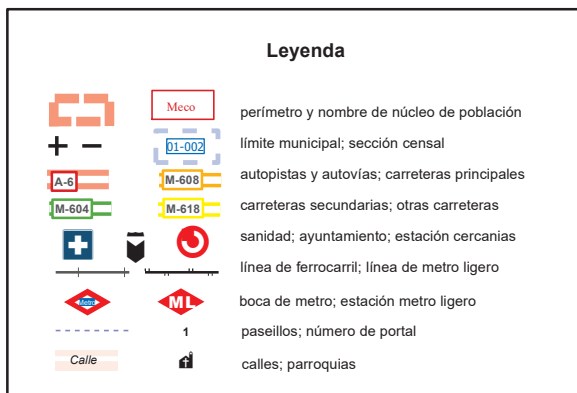 Leyenda
Meco
perímetro y nombre de núcleo de población
01-002
límite municipal; sección censal
A-6
M-608
autopistas y autovías; carreteras principales
M-604
M-618
carreteras secundarias; otras carreteras
sanidad; ayuntamiento; estación cercanias
línea de ferrocarril; línea de metro ligero
Metro
ML
boca de metro; estación metro ligero
1
paseillos; número de portal
Calle
calles; parroquias